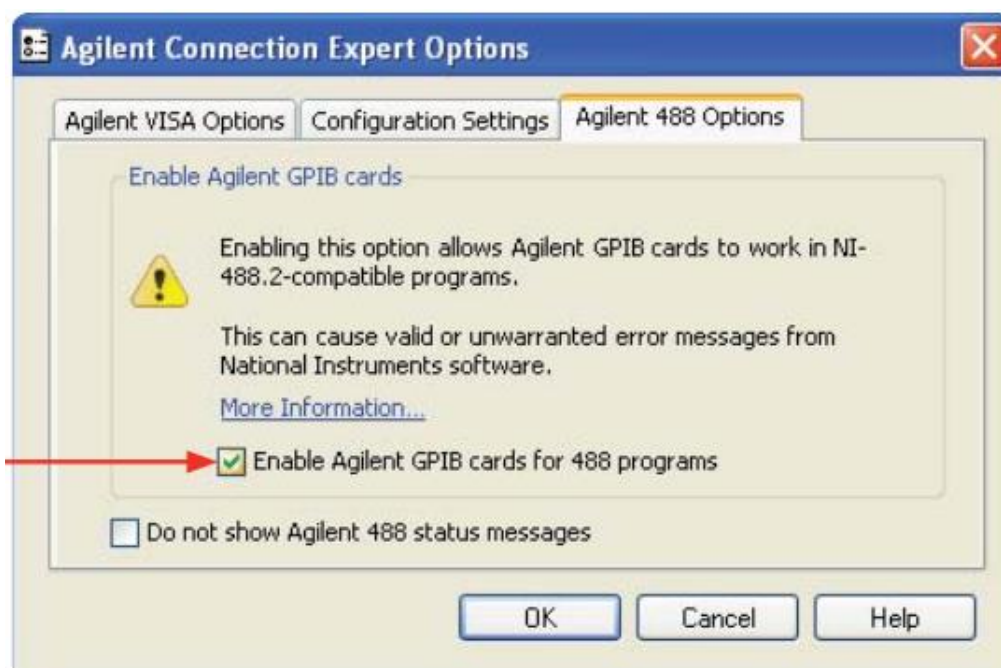 Agilent Connection Expert Options
Agilent VISA Options
Configuration Settings
Agilent 488 Options
Enable Agilent GPIB cards
Enabling this option allows Agilent GPIB cards to work in NI-
488.2-compatible programs.
This can cause valid or unwarranted error messages from
National Instruments software.
More Information...
Enable Agilent GPIB cards for 488 programs
Do not show Agilent 488 status messages
OK
Cancel
Help